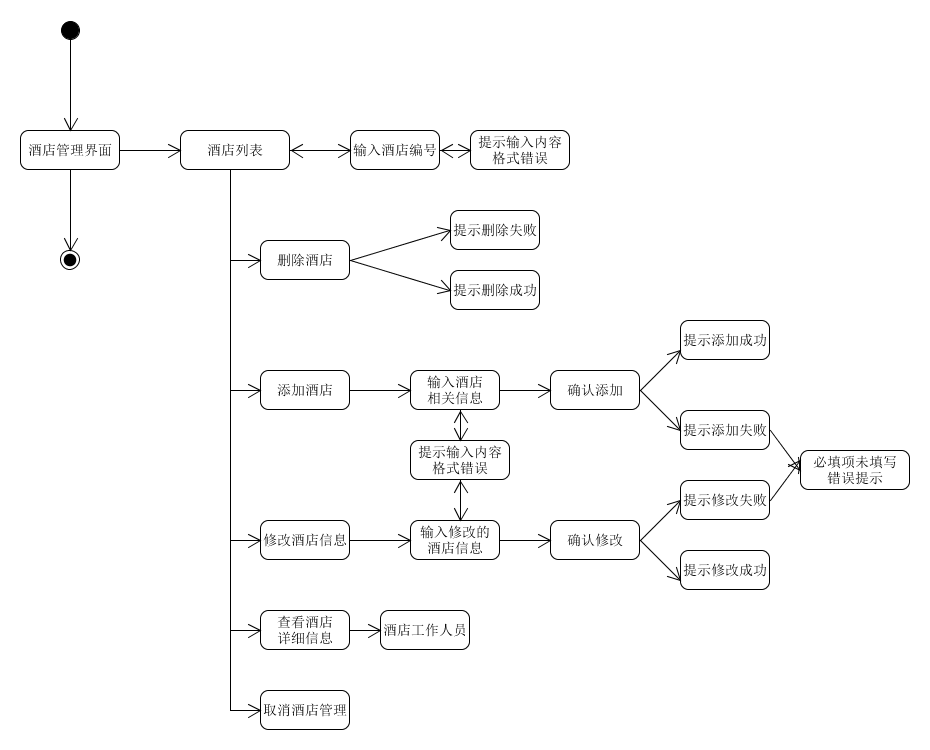 酒店管理界面
酒店列表
输入酒店编号
提示输入内容
格式错误
提示删除失败
删除酒店
提示删除成功
提示添加成功
添加酒店
输入酒店
相关信息
确认添加
提示添加失败
提示输入内容
格式错误
必填项未填写
错误提示
提示修改失败
修改酒店信息
输入修改的
酒店信息
确认修改
提示修改成功
查看酒店
详细信息
酒店工作人员
取消酒店管理